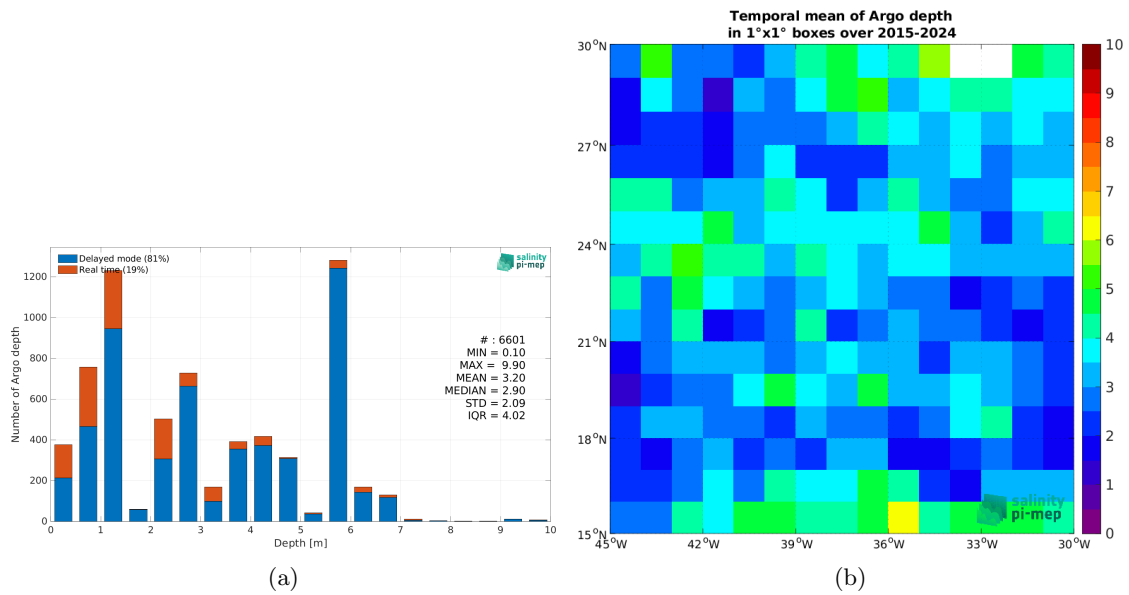 Delayed mode (81%)
Real time (19%)
salinity
pi-mep
# : 6601
MIN = 0.10
MAX = 9.90
MEAN = 3.20
MEDIAN = 2.90
STD = 2.09
IQR = 4.02
Number of Argo depth
1200
1000
800
600
400
200
0
0 1 2 3 4 5 6 7 8 9 10
Depth [m]
(a)
Temporal mean of Argo depth
in 1°x1° boxes over 2015-2024
30°N
27°N
24°N
21°N
18°N
15°N
45°W 42°W 39°W 36°W 33°W 30°W
salinity
pi-mep
10
9
8
7
6
5
4
3
2
1
0
(b)